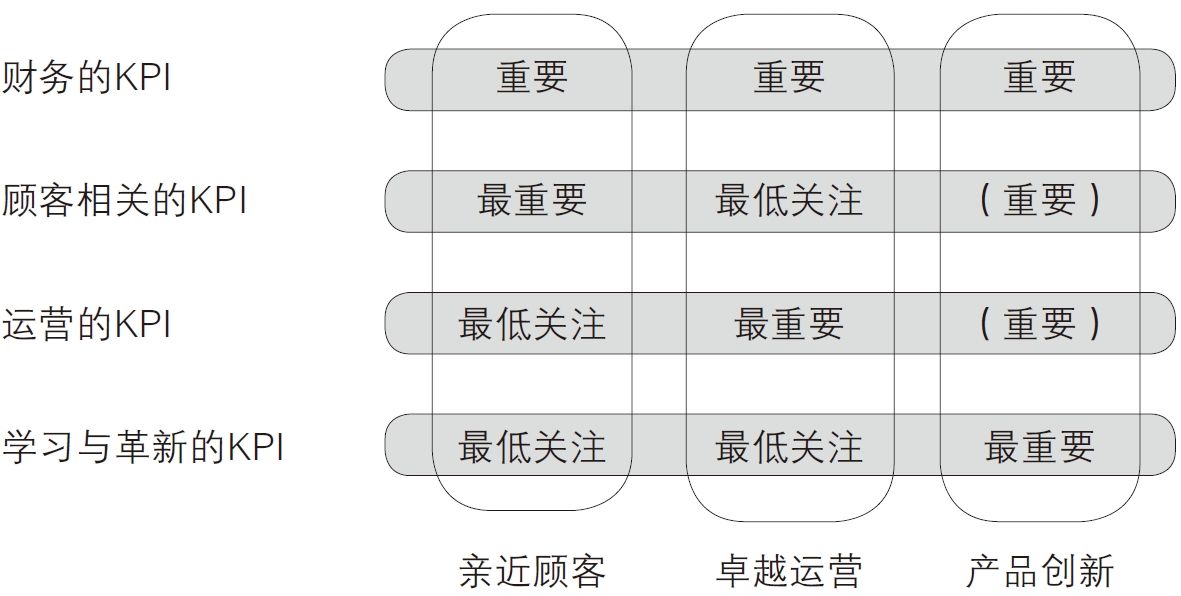 财务的KPI 重要 重要 重要
顾客相关的KPI 最重要 最低关注 （重要）
运营的KPI 最低关注 最重要 （重要）
学习与革新的KPI 最低关注 最低关注 最重要
亲近顾客 卓越运营 产品创新